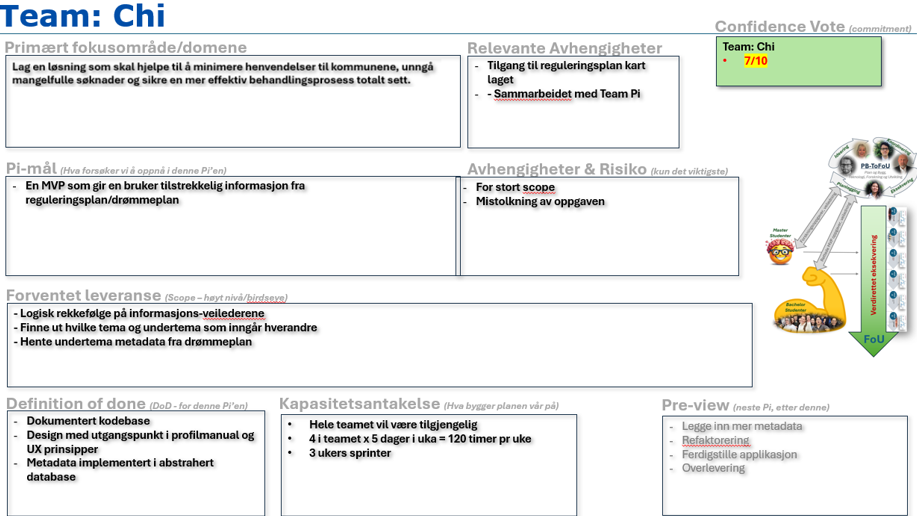 Team: Chi
Confidence Vote (commitment)
Team: Chi
• 7/10
Primært fokusområde/domene
Lag en løsning som skal hjelpe til å minimere henvendelser til kommunene, unngå
mangelfulle søknader og sikre en mer effektiv behandlingsprosess totalt sett.
Relevante Avhengigheter
- Tilgang til reguleringsplan kart
laget
- - Sammarbeidet med Team Pi
Pi-mål (Hva forsøker vi å oppnå i denne Pi'en)
- En MVP som gir en bruker tilstrekkelig informasjon fra
reguleringsplan/drømmeplan
Avhengigheter & Risiko (kun det viktigste)
- For stort scope
- Mistolkning av oppgaven
PB-ToFoU
Master
Studenter
Bachelor
Studenter
Verdirettet eksekvering
FoU
Forventet leveranse (Scope – høyt nivå/birdseye)
- Logisk rekkefølge på informasjons-veilederene
- Finne ut hvilke tema og undertema som inngår hverandre
- Hente undertema metadata fra drømmeplan
Definition of done (DoD - for denne Pi'en)
- Dokumentert kodebase
- Design med utgangspunkt i profilmanual og
UX prinsipper
- Metadata implementert i abstrahert
database
Kapasitetsantakelse (Hva bygger planen vår på)
• Hele teamet vil være tilgjengelig
• 4 i teamet x 5 dager i uka = 120 timer pr uke
• 3 ukers sprinter
Pre-view (neste Pi, etter denne)
- Legge inn mer metadata
- Refaktorering
- Ferdigstille applikasjon
- Overlevering